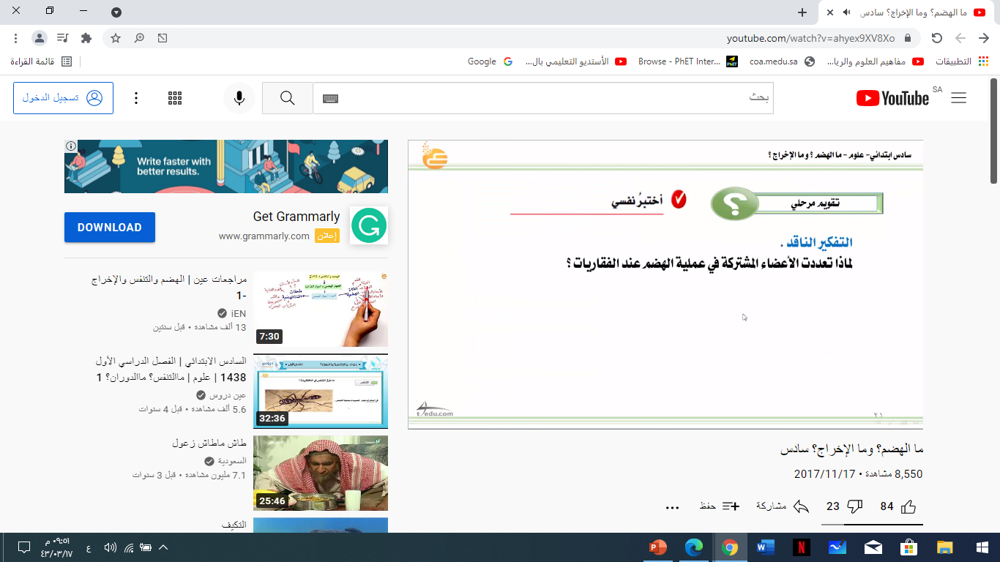 ما الهضم؟ وما الإخراج؟ سادس
youtube.com/watch?v=ahyex9XV8Xo
التطبيقات
مفاهيم العلوم والريا...
coa.medu.sa
Browse - PhET Inter...
الأستديو التعليمي بال...
Google
قائمة القراءة
YouTube SA
بحث
تسجيل الدخول
سادس ابتدائي - علوم - ما الهضم ؟ وما الإخراج ؟
تقويم مرحلي
أختبرُ نفسي
التفكير الناقد .
لماذا تعددت الأعضاء المشتركة في عملية الهضم عند الفقاريات ؟
t4edu.com
٢١
ما الهضم؟ وما الإخراج؟ سادس
8,550 مشاهدة • 2017/11/17
84
23
مشاركة
حفظ
Write faster with
better results.
Get Grammarly
إعلان www.grammarly.com
DOWNLOAD
مراجعات عين | الهضم والتنفس والإخراج
-1
iEN
13 ألف مشاهدة • قبل سنتين
7:30
السادس الابتدائي | الفصل الدراسي الأول
1438 | علوم | ماالتنفس؟ ماالدوران؟ 1
عين دروس
5.6 ألف مشاهدة • قبل 4 سنوات
32:36
طاش ماطاش زعول
السعودية
7.1 مليون مشاهدة • قبل 3 سنوات
25:46
التكيف
ع
٠٩:٥١ م
٤٣/٠٣/١٧